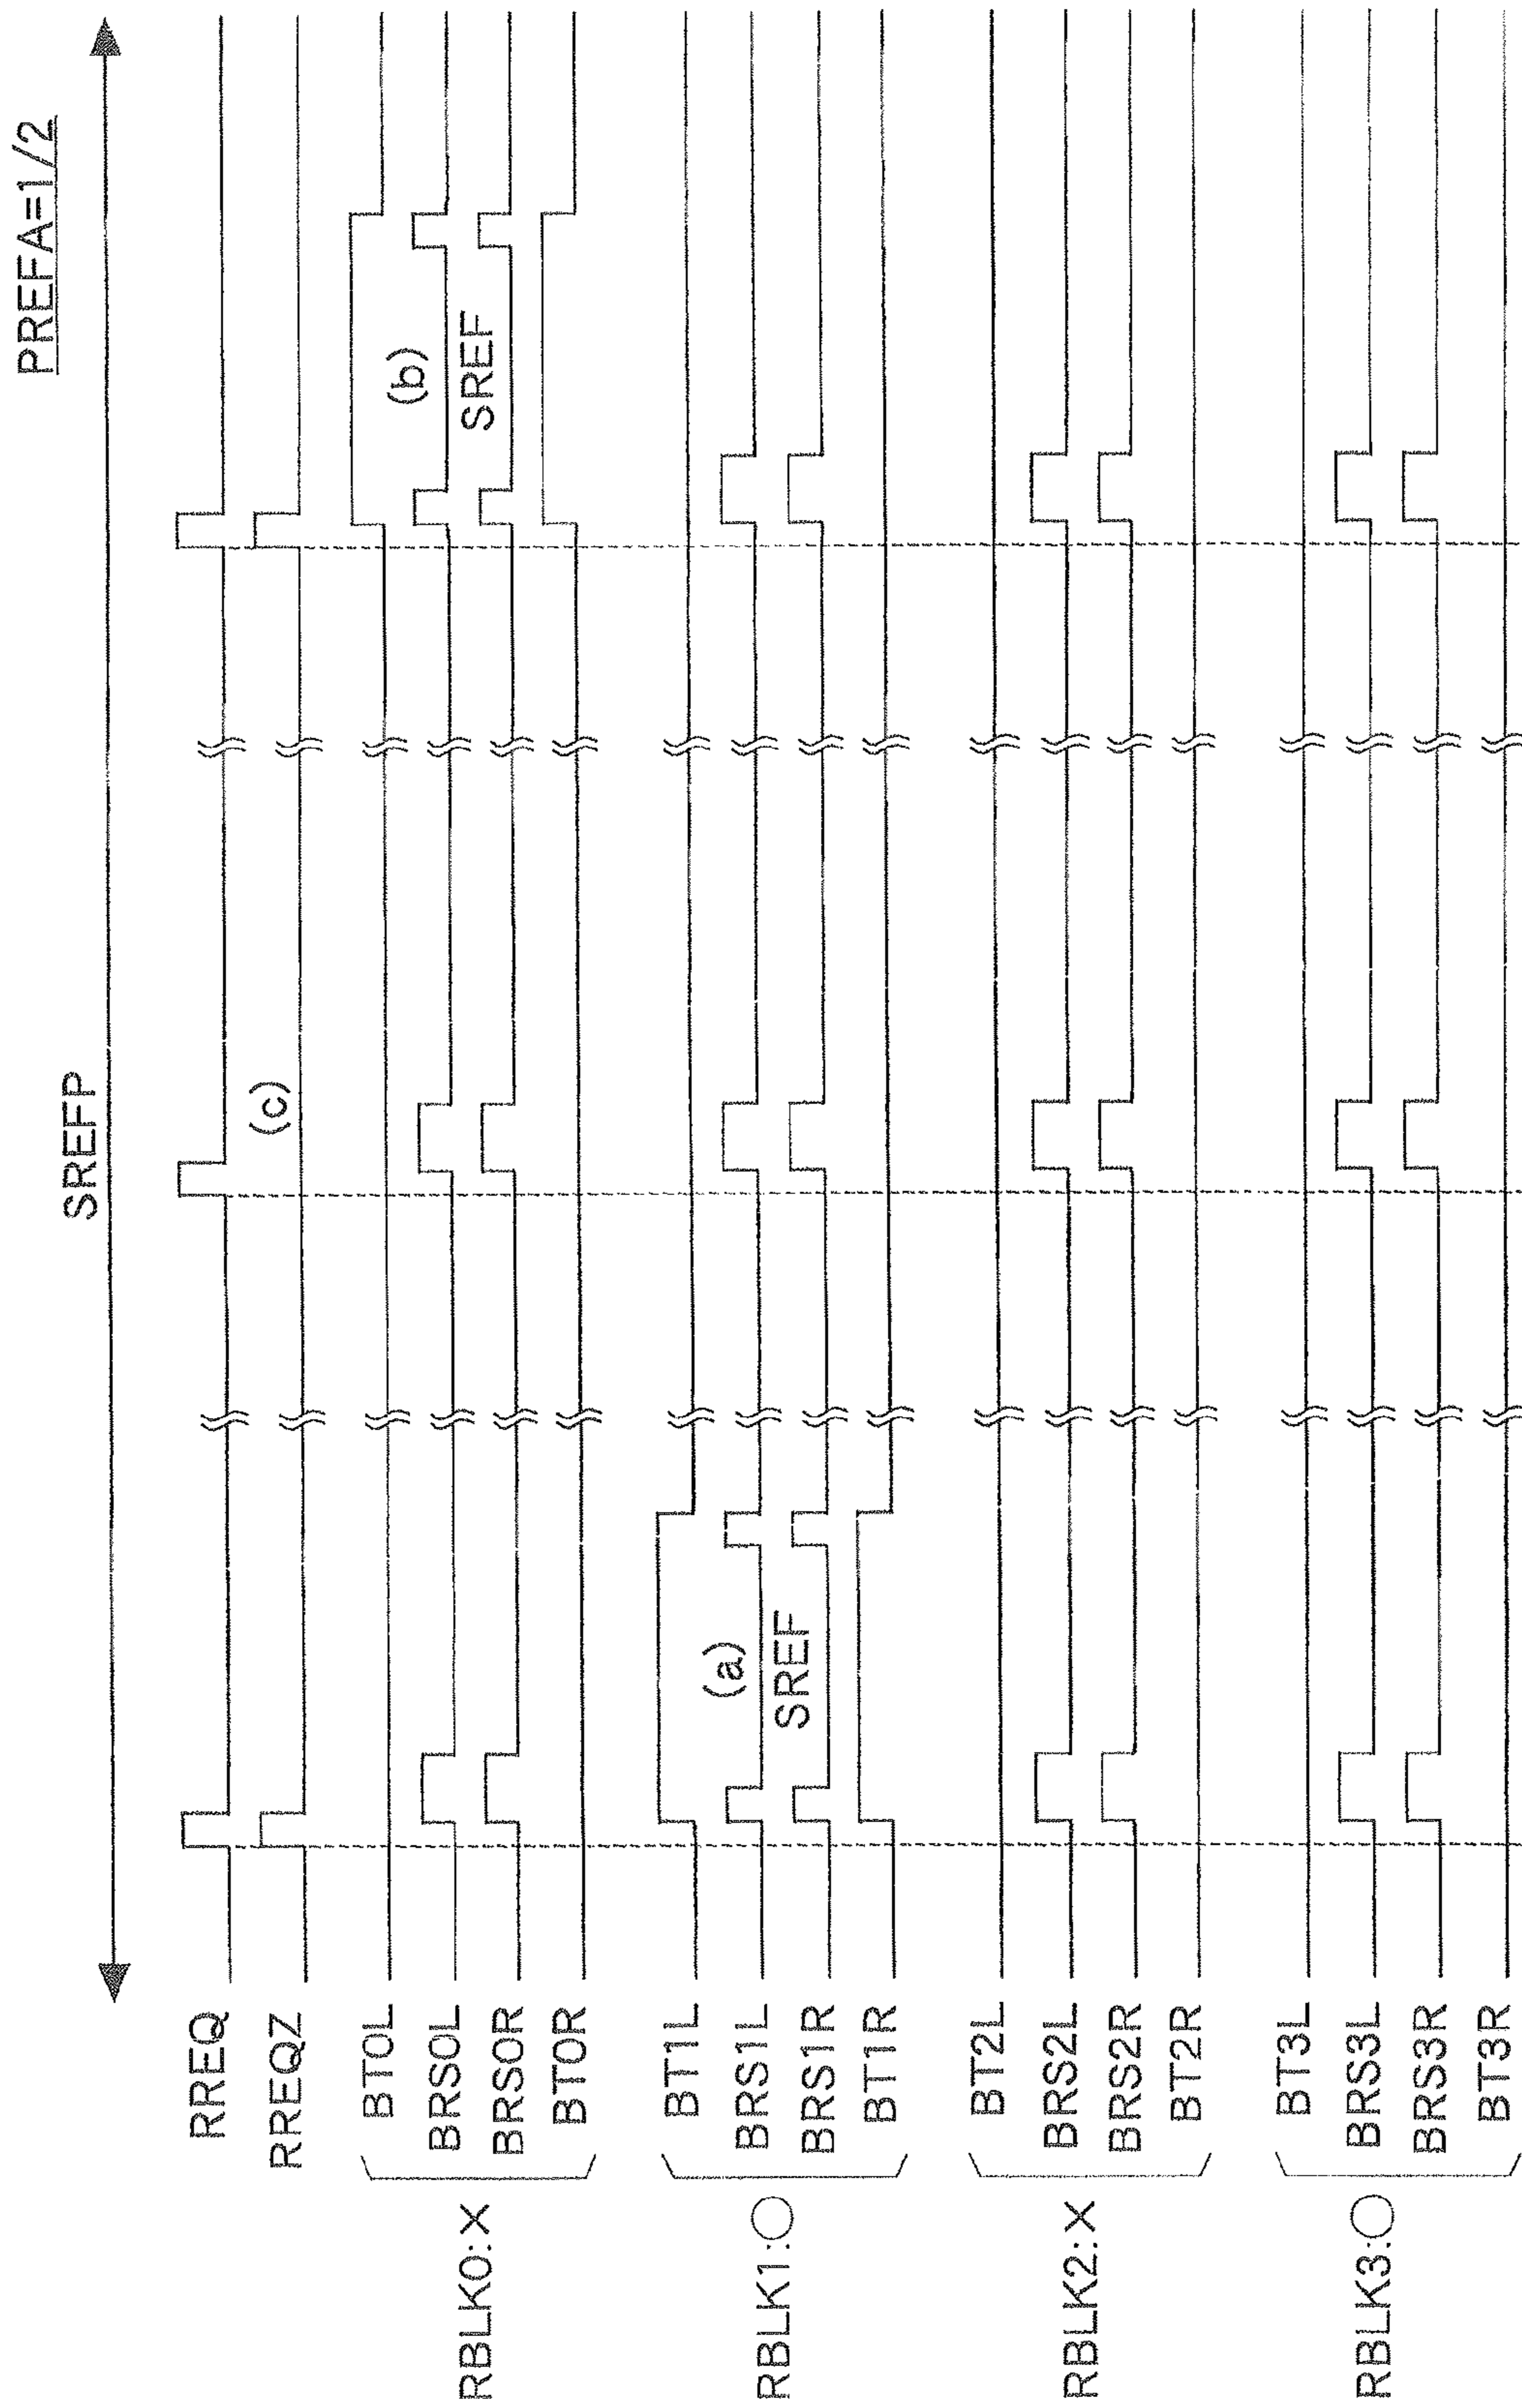 PREFA=1/2
SREFP
RREQ
RREQZ
(c)
RBLK0:×
BT0L
BRS0L
BRS0R
BT0R
(b)
SREF
RBLK1:○
BT1L
BRS1L
BRS1R
BT1R
(a)
SREF
RBLK2:×
BT2L
BRS2L
BRS2R
BT2R
RBLK3:○
BT3L
BRS3L
BRS3R
BT3R